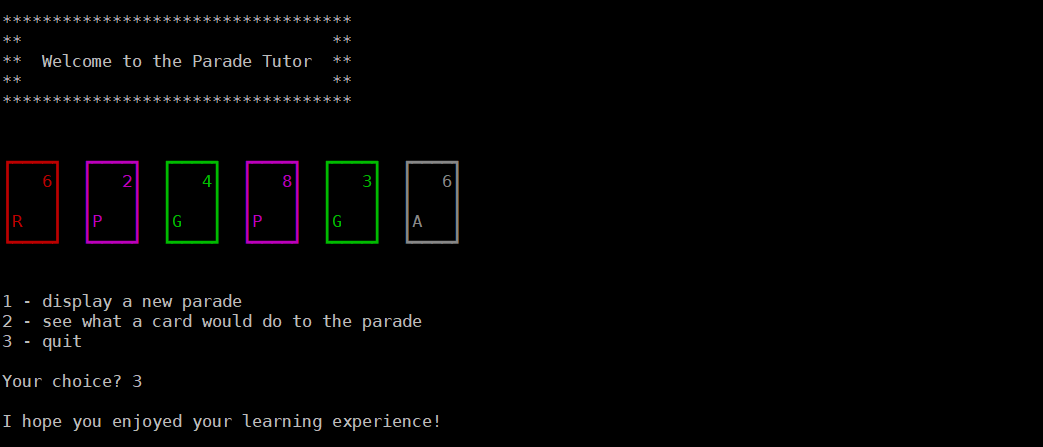 ***********************************
**                               **
**  Welcome to the Parade Tutor  **
**                               **
***********************************
6 2 4 8 3 6
R P G P G A
1 - display a new parade
2 - see what a card would do to the parade
3 - quit
Your choice? 3
I hope you enjoyed your learning experience!